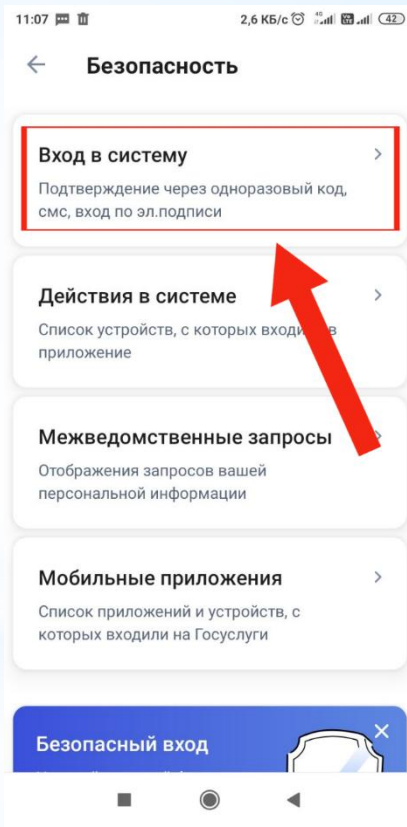 11:07 2,6 КБ/с 4G 42
Безопасность
Вход в систему
Подтверждение через одноразовый код,
смс, вход по эл.подписи
Действия в системе
Список устройств, с которых в
приложение
Межведомственные запросы
Отображения запросов вашей
персональной информации
Мобильные приложения
Список приложений и устройств, с
которых входили на Госуслуги
Безопасный вход